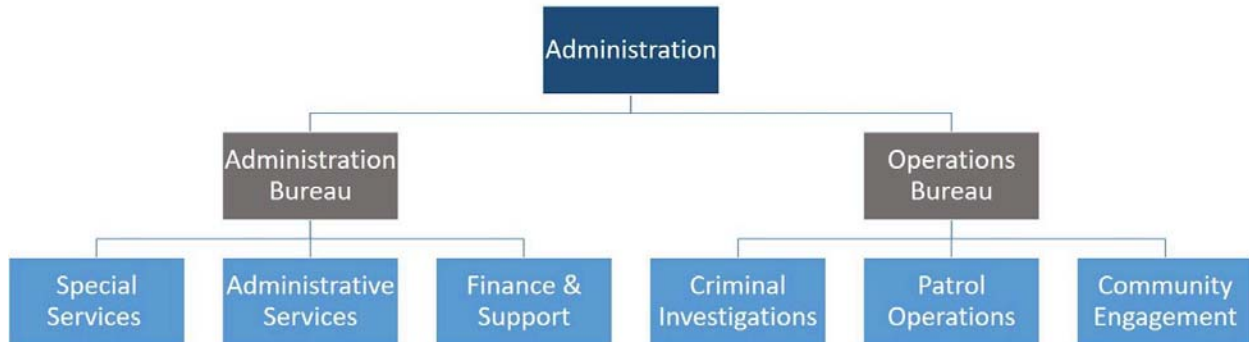 Administration
Administration
Bureau
Operations
Bureau
Special
Services
Administrative
Services
Finance &
Support
Criminal
Investigations
Patrol
Operations
Community
Engagement